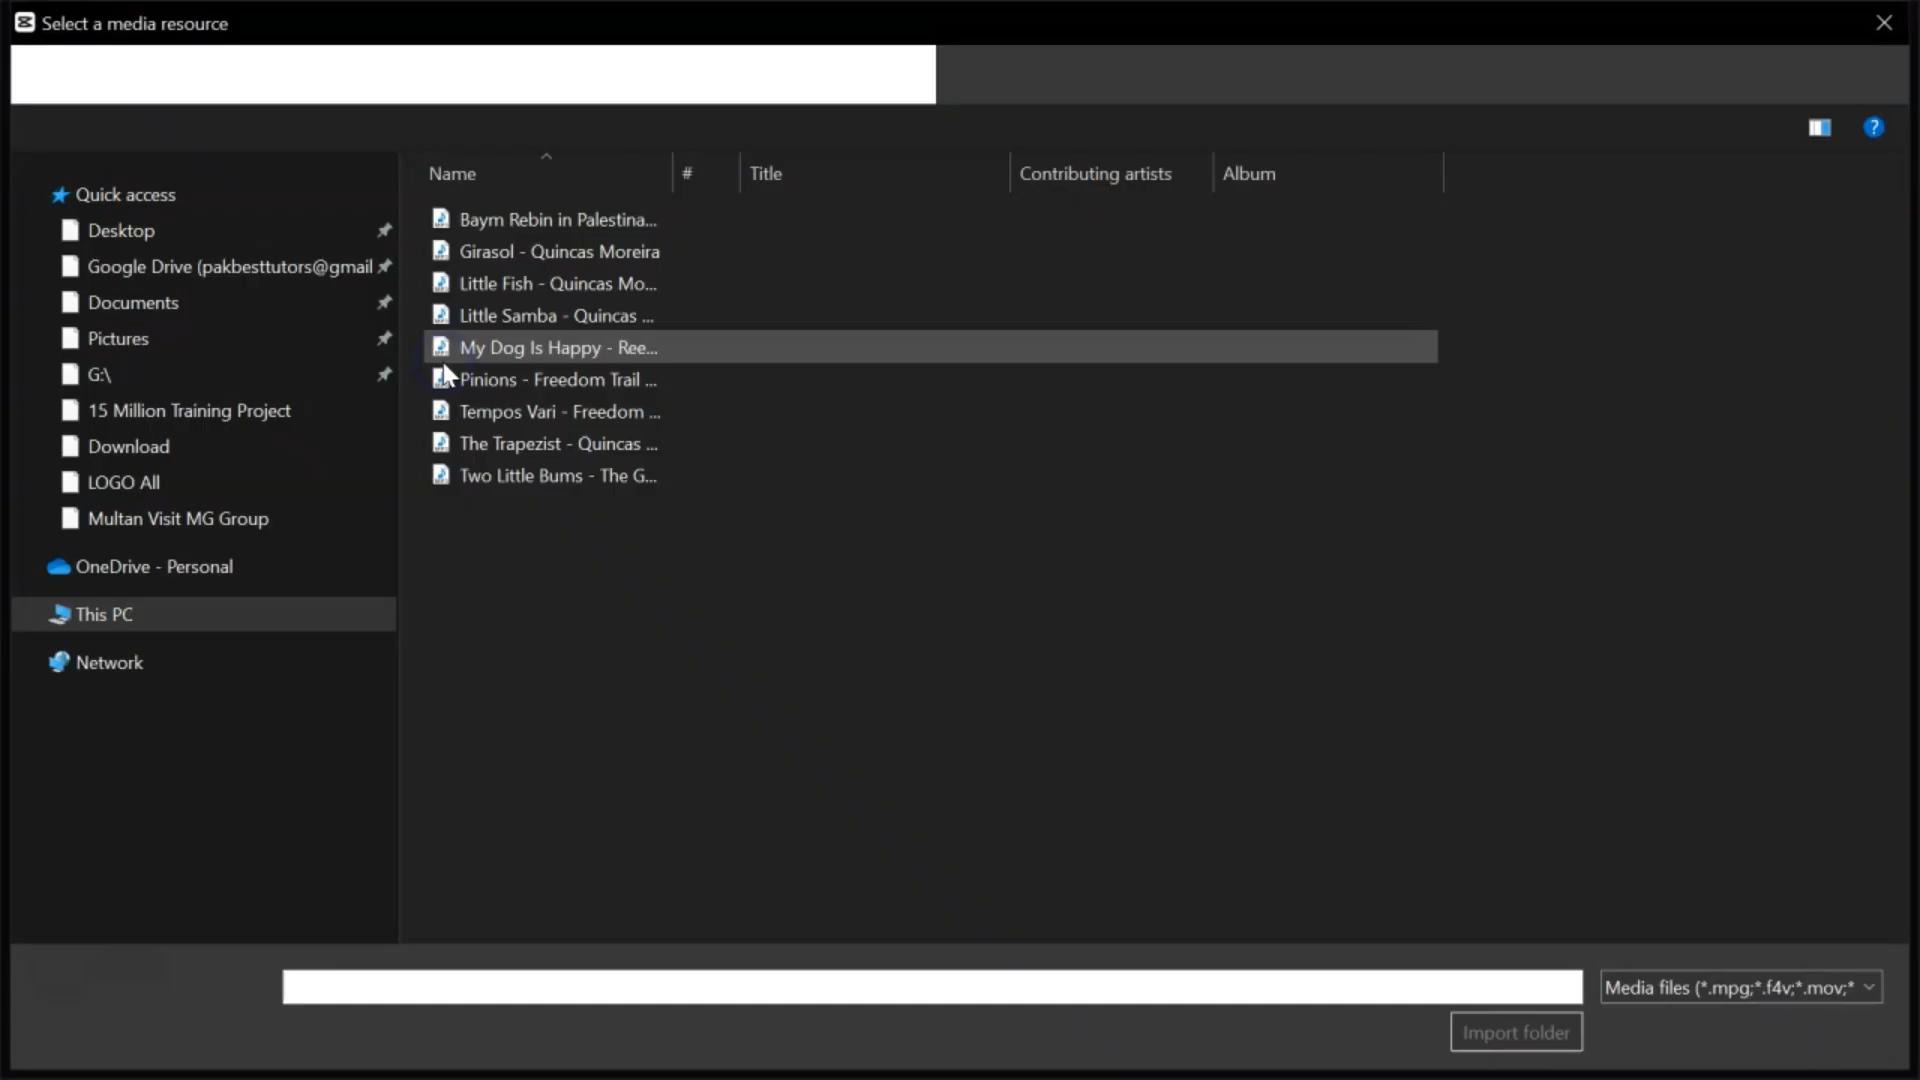 Select a media resource
Name
#
Title
Contributing artists
Album
Quick access
Desktop
Google Drive (pakbesttutors@gmail
Documents
Pictures
G:\
15 Million Training Project
Download
LOGO All
Multan Visit MG Group
OneDrive - Personal
This PC
Network
Baym Rebin in Palestina...
Girasol - Quincas Moreira
Little Fish - Quincas Mo...
Little Samba - Quincas ...
My Dog Is Happy - Ree...
Pinions - Freedom Trail ...
Tempos Vari - Freedom ...
The Trapezist - Quincas ...
Two Little Bums - The G...
Media files (*.mpg;*.f4v;*.mov;*
Import folder